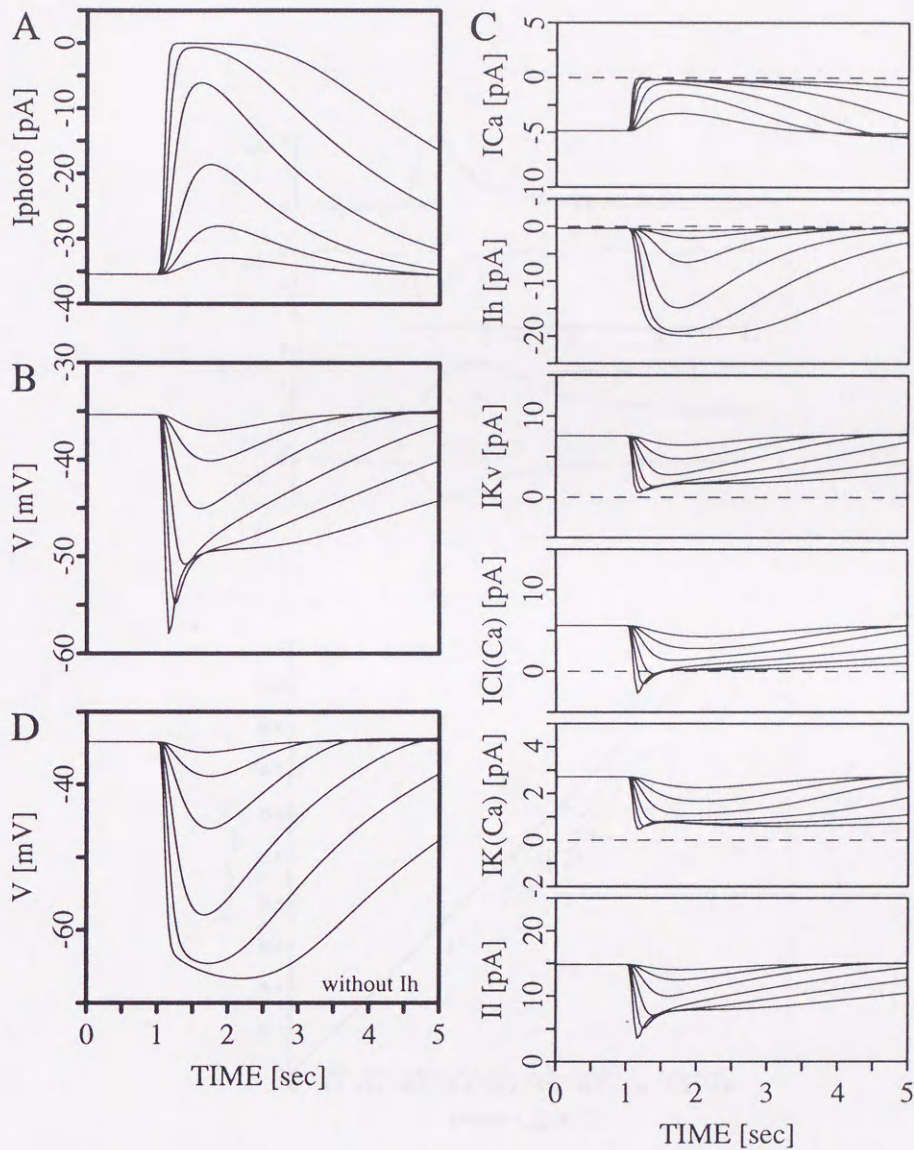 A
Iphoto [pA]
0
-10
-20
-30
-40
B
V [mV]
-30
-40
-50
-60
D
V [mV]
-40
-60
without Ih
0 1 2 3 4 5
TIME [sec]
C
ICa [pA]
5
0
-5
10
Ih [pA]
0
-10
-20
IKv [pA]
10
0
ICl(Ca) [pA]
10
0
IK(Ca) [pA]
4
2
0
-2
Il [pA]
20
10
0
0 1 2 3 4 5
TIME [sec]